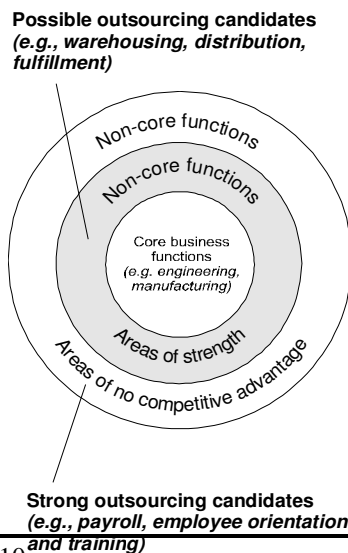 Possible outsourcing candidates
(e.g., warehousing, distribution,
fulfillment)
Non-core functions
Non-core functions
Core business
functions
(e.g. engineering,
manufacturing)
Areas of strength
Areas of no competitive advantage
Strong outsourcing candidates
(e.g., payroll, employee orientation
and training)